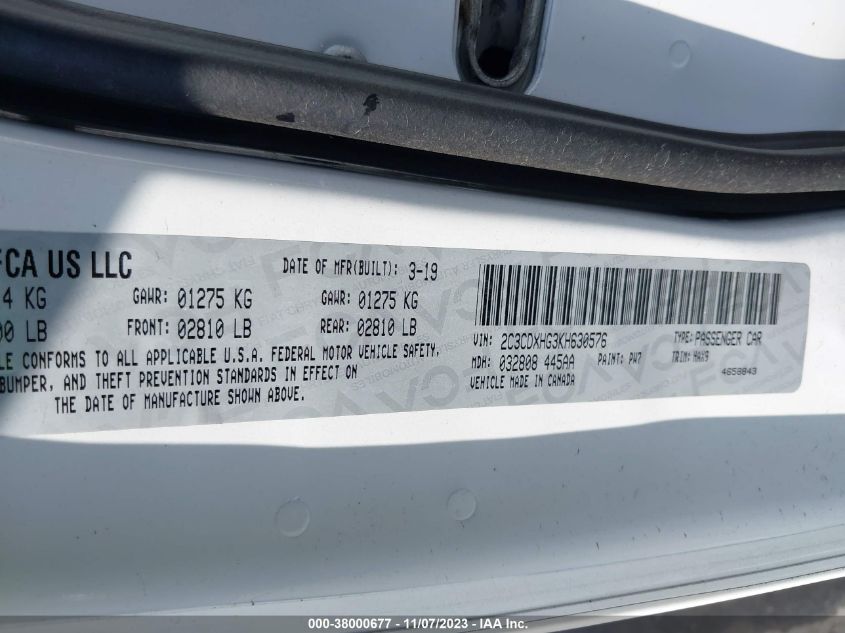 FCA US LLC
DATE OF MFR(BUILT): 3-19
4 KG GAWR: 01275 KG GAWR: 01275 KG
00 LB FRONT: 02810 LB REAR: 02810 LB
LE CONFORMS TO ALL APPLICABLE U.S.A. FEDERAL MOTOR VEHICLE SAFETY,
BUMPER, AND THEFT PREVENTION STANDARDS IN EFFECT ON
THE DATE OF MANUFACTURE SHOWN ABOVE.
VIN: 2C3CDXHG3KH630576 TYPE: PASSENGER CAR
MDH: 032808 445AA PAINT: PW7 TRIM: HAX9
VEHICLE MADE IN CANADA 4658843
000-38000677 - 11/07/2023 - © IAA Inc.